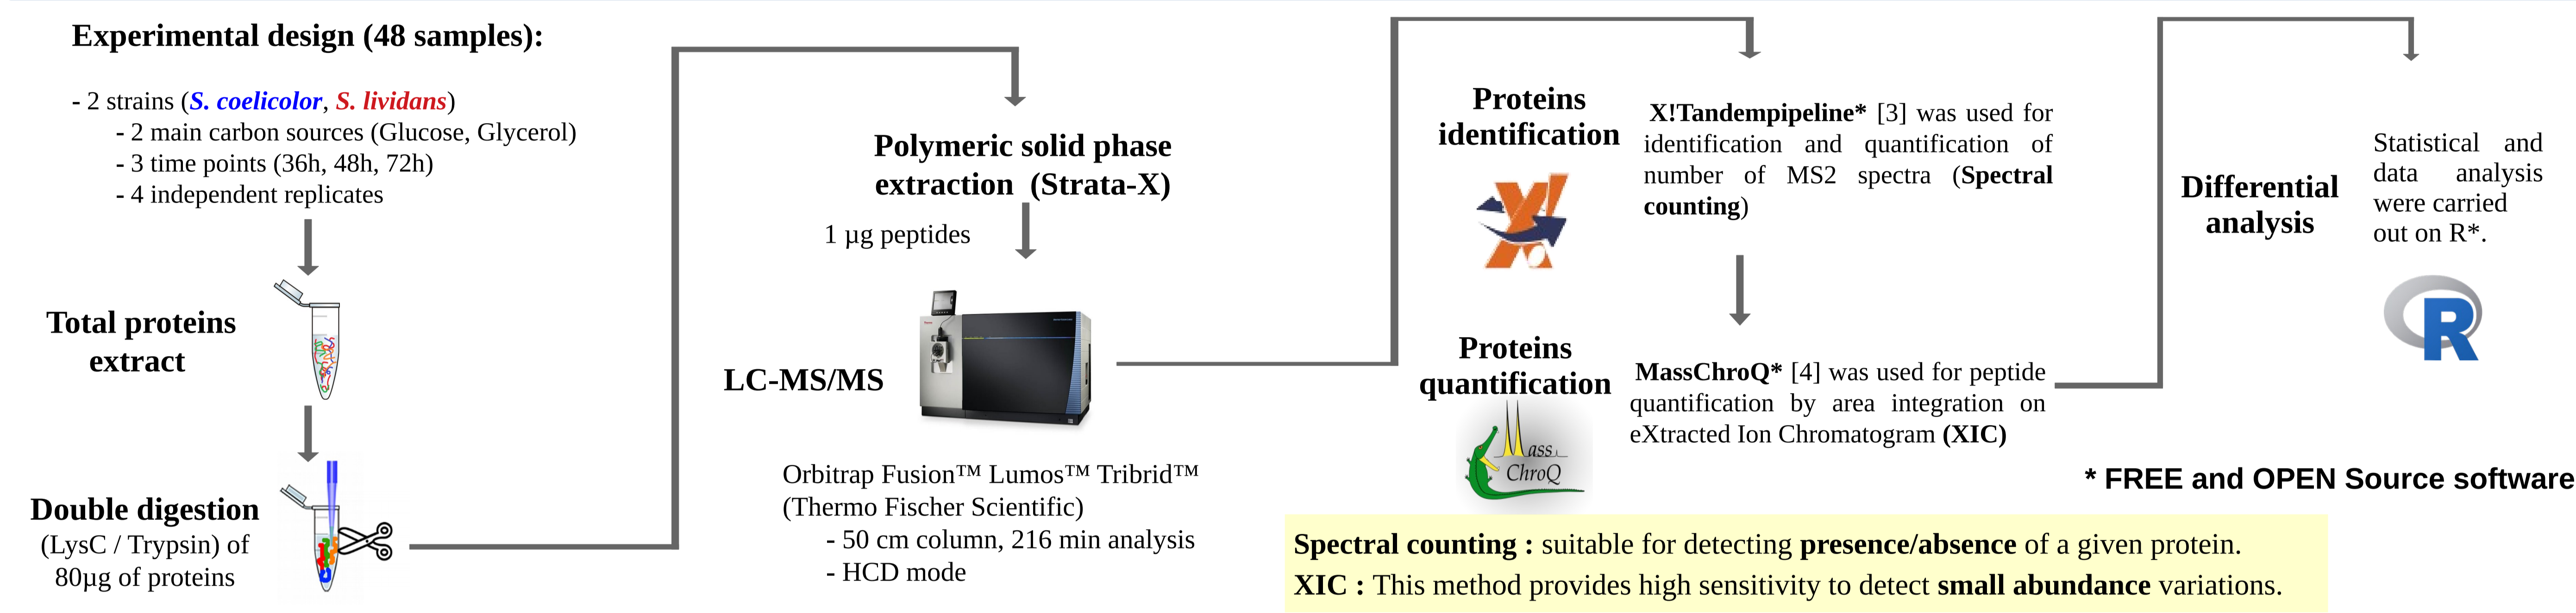 Experimental design (48 samples):
- 2 strains (S. coelicolor, S. lividans)
- 2 main carbon sources (Glucose, Glycerol)
- 3 time points (36h, 48h, 72h)
- 4 independent replicates
Total proteins
extract
Double digestion
(LysC / Trypsin) of
80µg of proteins
Polymeric solid phase
extraction (Strata-X)
1 µg peptides
LC-MS/MS
Orbitrap Fusion™ Lumos™ Tribrid™
(Thermo Fischer Scientific)
- 50 cm column, 216 min analysis
- HCD mode
Proteins
identification
X!
X!Tandempipeline* [3] was used for
identification and quantification of
number of MS2 spectra (Spectral
counting)
Proteins
quantification
Mass
ChroQ
MassChroQ* [4] was used for peptide
quantification by area integration on
eXtracted Ion Chromatogram (XIC)
Differential
analysis
Statistical and
data analysis
were carried
out on R*.
R
* FREE and OPEN Source software
Spectral counting : suitable for detecting presence/absence of a given protein.
XIC : This method provides high sensitivity to detect small abundance variations.